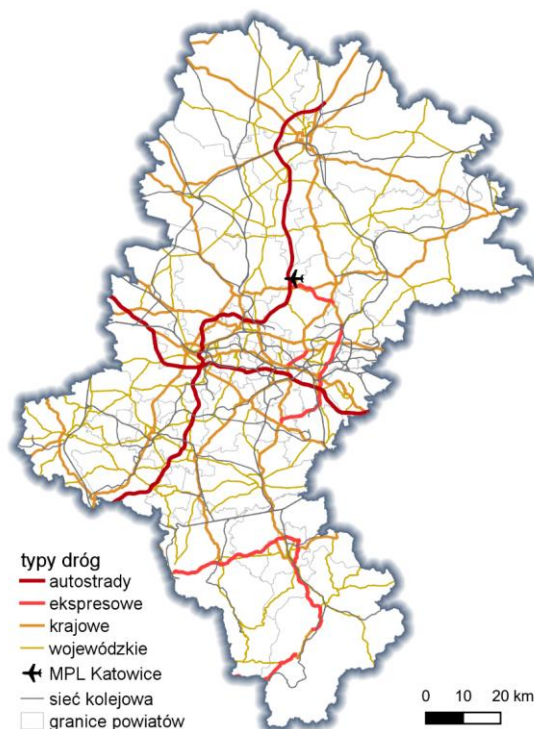 typy dróg
autostrady
ekspresowe
krajowe
wojewódzkie
MPL Katowice
sieć kolejowa
granice powiatów
0 10 20 km